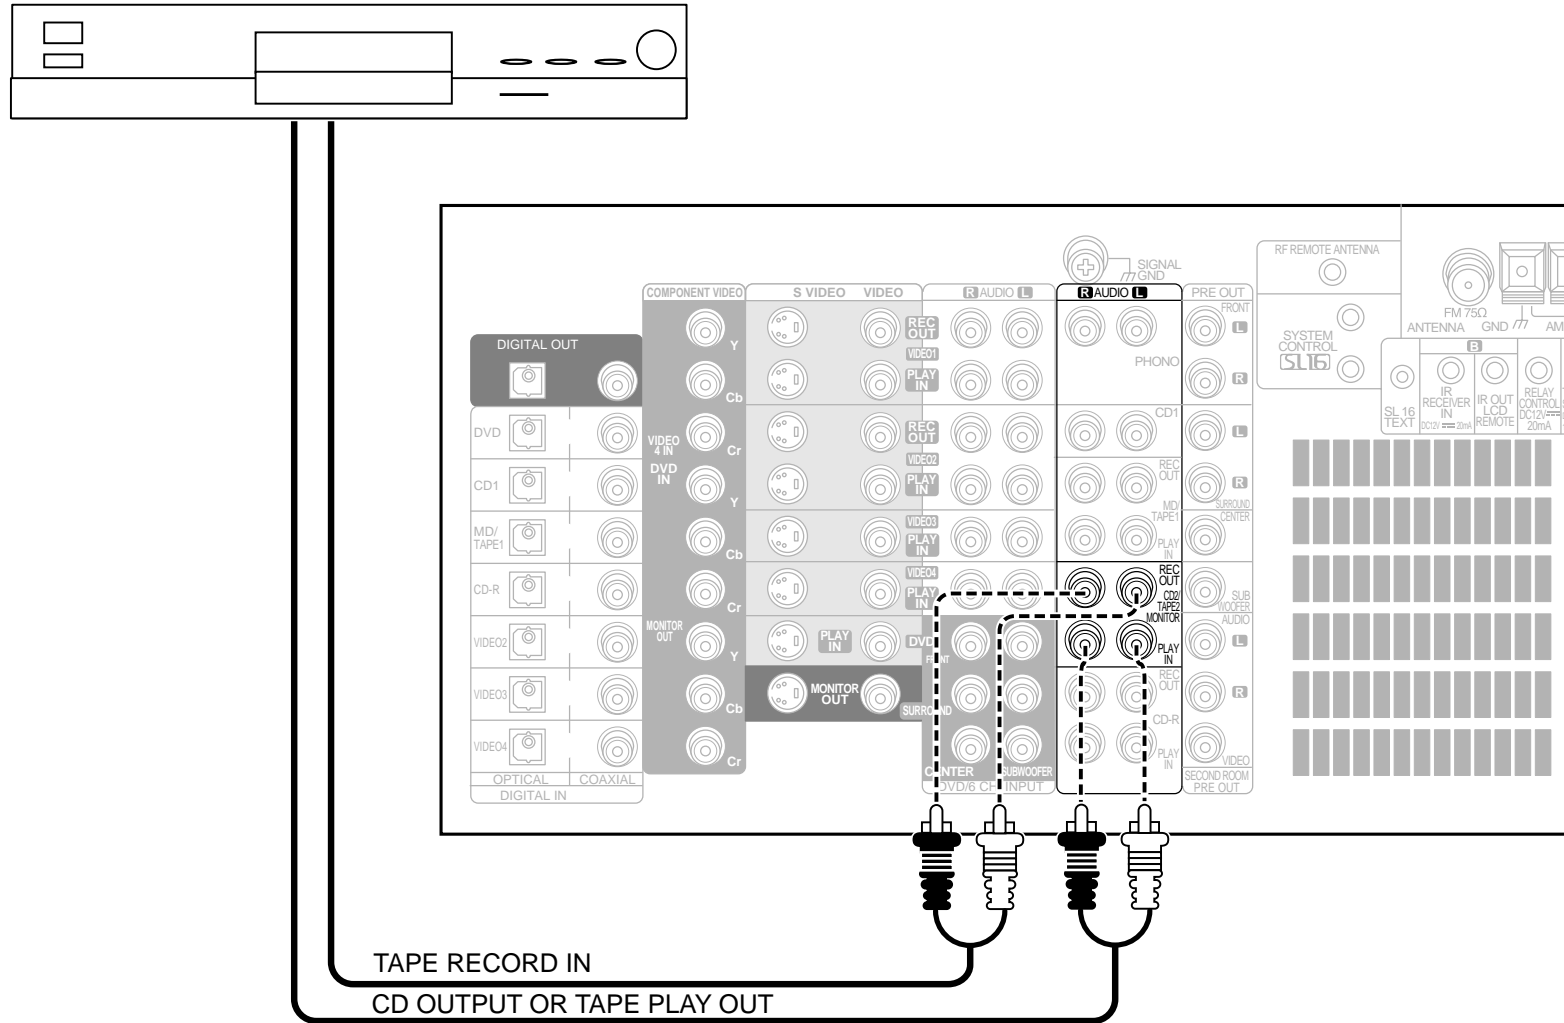 SIGNAL
GND
RF REMOTE ANTENNA
COMPONENT VIDEO
S VIDEO VIDEO
R AUDIO L
R AUDIO L
PRE OUT
FRONT
L
R
L
R
SURROUND
CENTER
SUB
WOOFER
AUDIO
L
R
VIDEO
SECOND ROOM
PRE OUT
SYSTEM
CONTROL
SL16
FM 75Ω
ANTENNA GND AM
B
SL 16
TEXT
IR
RECEIVER
IN
DC12V 20mA
IR OUT
LCD
REMOTE
RELAY
CONTROL
DC12V
20mA
DIGITAL OUT
DVD
CD1
MD/
TAPE1
CD-R
VIDEO2
VIDEO3
VIDEO4
OPTICAL COAXIAL
DIGITAL IN
Y
Cb
VIDEO
4 IN
Cr
DVD
IN
Y
Cb
Cr
MONITOR
OUT
Y
Cb
Cr
REC
OUT
VIDEO1
PLAY
IN
REC
OUT
VIDEO2
PLAY
IN
VIDEO3
PLAY
IN
VIDEO4
PLAY
IN
PLAY
IN
DVD
MONITOR
OUT
SURROUND
CENTER SUBWOOFER
DVD/6 CH INPUT
PHONO
CD1
REC
OUT
MD/
TAPE1
PLAY
IN
REC
OUT
CD2/
TAPE2
MONITOR
PLAY
IN
REC
OUT
CD-R
PLAY
IN
TAPE RECORD IN
CD OUTPUT OR TAPE PLAY OUT